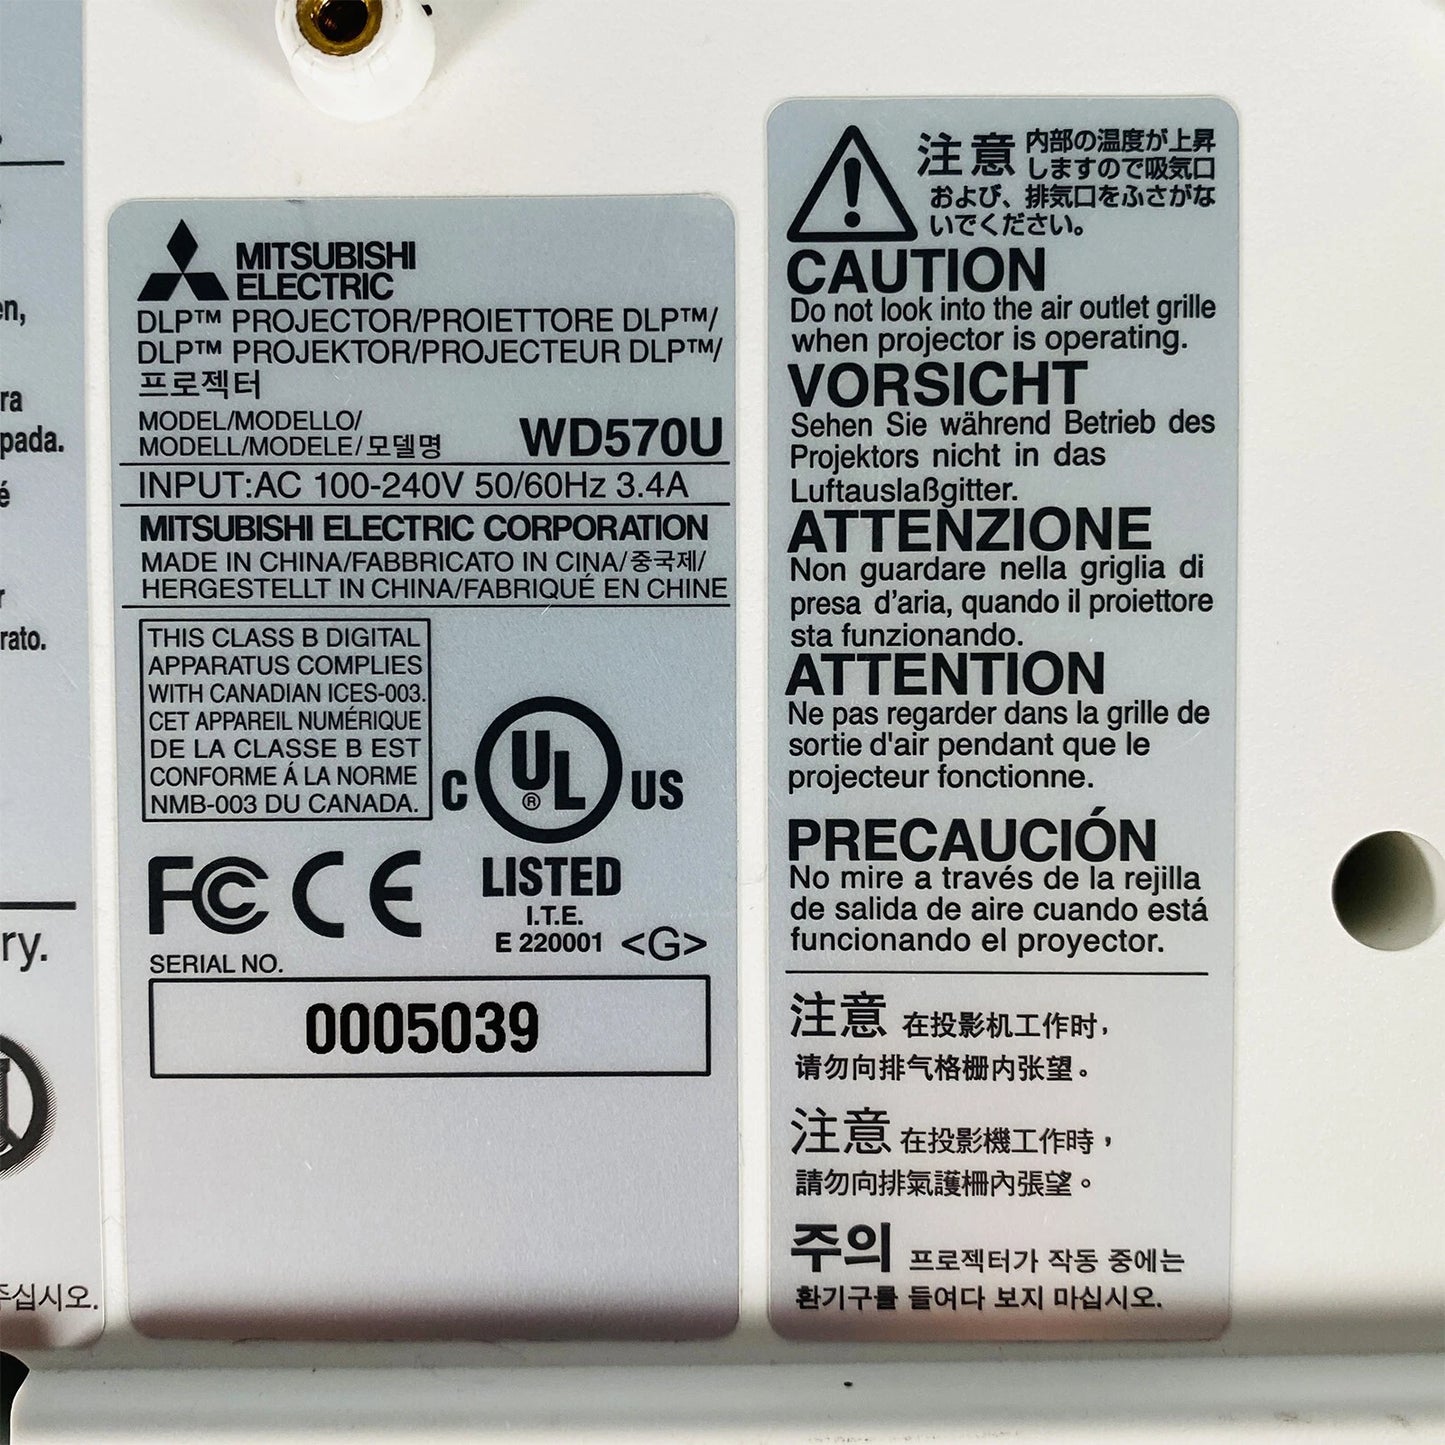 en,
ra
pada.
é
r
rato.
ry.
주십시오.
MITSUBISHI
ELECTRIC
DLP™ PROJECTOR/PROIETTORE DLP™/
DLP™ PROJEKTOR/PROJECTEUR DLP™/
프로젝터
MODEL/MODELLO/
MODELL/MODELE/모델명 WD570U
INPUT:AC 100-240V 50/60Hz 3.4A
MITSUBISHI ELECTRIC CORPORATION
MADE IN CHINA/FABBRICATO IN CINA/중국제/
HERGESTELLT IN CHINA/FABRIQUÉ EN CHINE
THIS CLASS B DIGITAL
APPARATUS COMPLIES
WITH CANADIAN ICES-003.
CET APPAREIL NUMÉRIQUE
DE LA CLASSE B EST
CONFORME Á LA NORME
NMB-003 DU CANADA.
C UL® US
LISTED
I.T.E.
E 220001 <G>
FCC CE
SERIAL NO.
0005039
注意 内部の温度が上昇
しますので吸気口
および、排気口をふさがな
いでください。
CAUTION
Do not look into the air outlet grille
when projector is operating.
VORSICHT
Sehen Sie während Betrieb des
Projektors nicht in das
Luftauslaßgitter.
ATTENZIONE
Non guardare nella griglia di
presa d'aria, quando il proiettore
sta funzionando.
ATTENTION
Ne pas regarder dans la grille de
sortie d'air pendant que le
projecteur fonctionne.
PRECAUCIÓN
No mire a través de la rejilla
de salida de aire cuando está
funcionando el proyector.
注意 在投影机工作时，
请勿向排气格栅内张望。
注意 在投影機工作時，
請勿向排氣護柵內張望。
주의 프로젝터가 작동 중에는
환기구를 들여다 보지 마십시오.